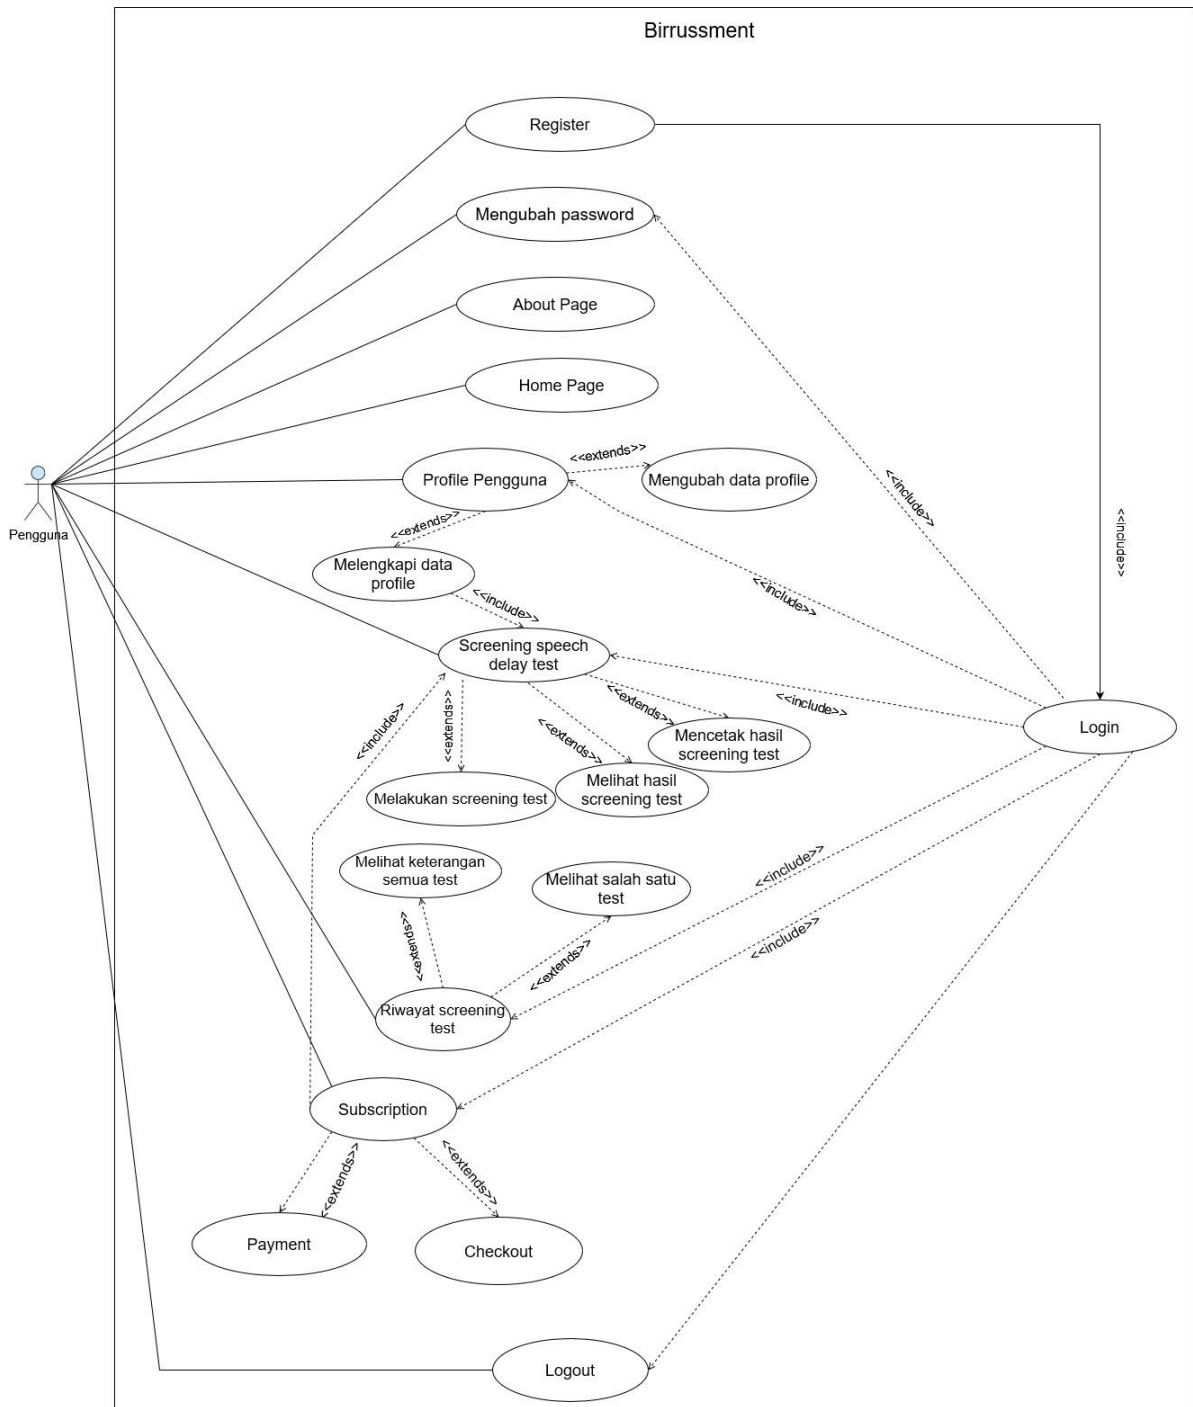 Birrussment
Register
Mengubah password
About Page
Home Page
<<extends>>
Profile Pengguna
Mengubah data profile
<<include>>
<<include>>
Pengguna
<<extends>>
Melengkapi data
profile
<<include>>
<<include>>
Screening speech
delay test
<<include>>
<<extends>>
<<extends>>
<<extends>>
<<include>>
Login
Mencetak hasil
screening test
Melihat hasil
screening test
Melakukan screening test
Melihat keterangan
semua test
Melihat salah satu
test
<<include>>
<<extends>>
<<extends>>
<<include>>
Riwayat screening
test
Subscription
<<extends>>
<<extends>>
Payment
Checkout
Logout